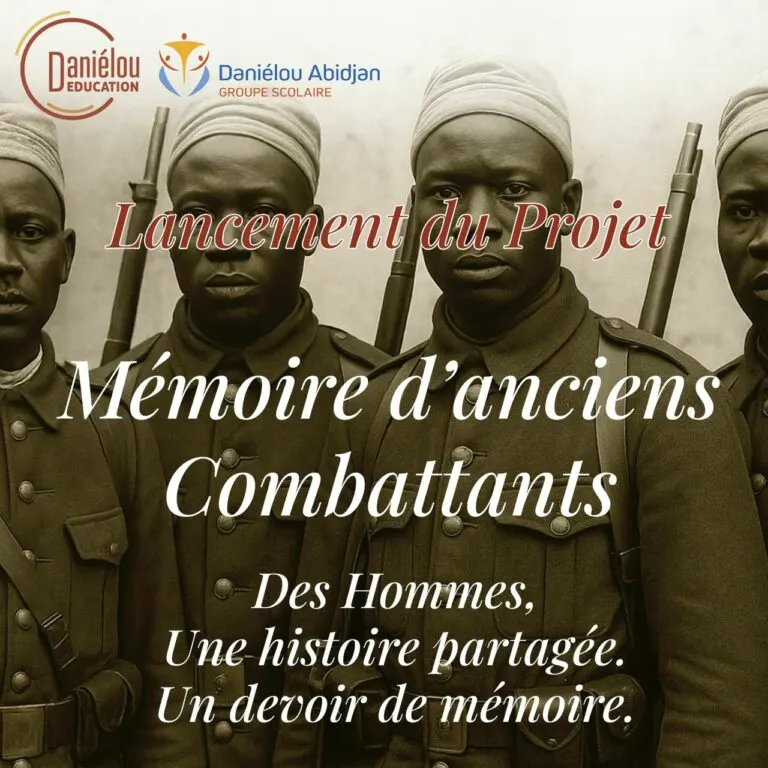 Daniélou
EDUCATION
Daniélou Abidjan
GROUPE SCOLAIRE
Lancement du Projet
Mémoire d’anciens
Combattants
Des Hommes,
Une histoire partagée.
Un devoir de mémoire.